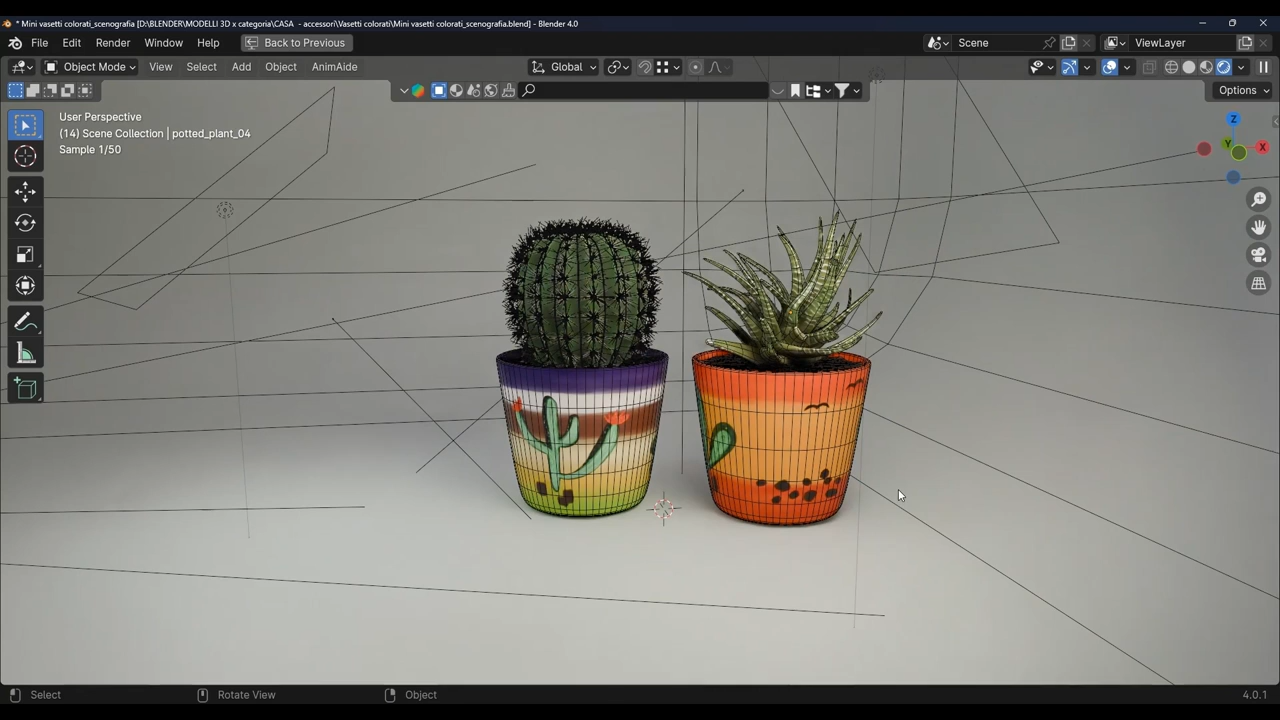 * Mini vasetti colorati_scenografia [D:\BLENDER\MODELLI 3D x categoria\CASA - accessori\Vasetti colorati\Mini vasetti colorati_scenografia.blend] - Blender 4.0
File Edit Render Window Help Back to Previous Scene ViewLayer
Object Mode View Select Add Object AnimAide Global
Options
User Perspective
(14) Scene Collection | potted_plant_04
Sample 1/50
Z
Y
X
Select Rotate View Object 4.0.1